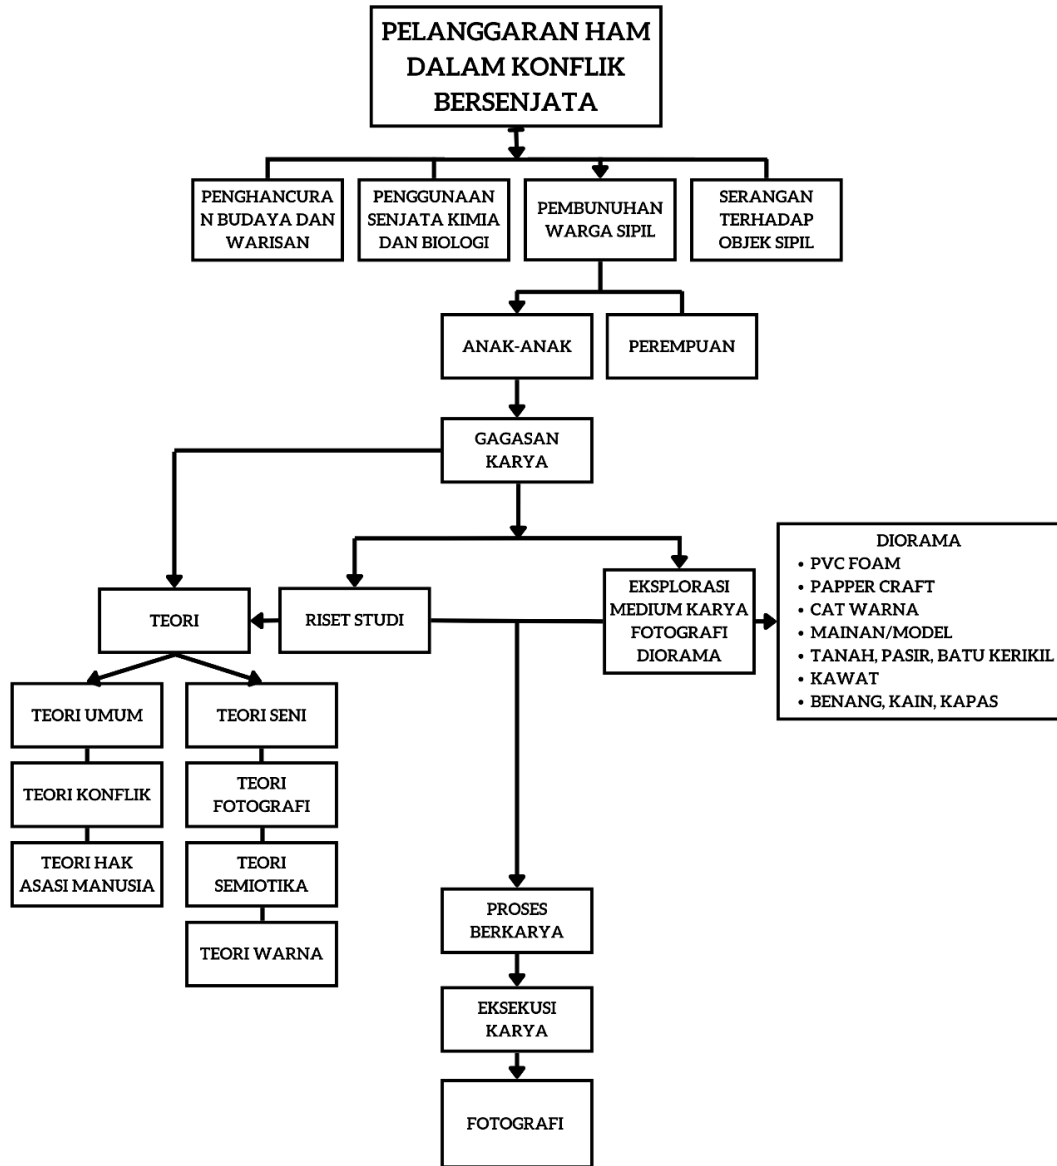 PELANGGARAN HAM
DALAM KONFLIK
BERSENJATA
PENGHANCURA
N BUDAYA DAN
WARISAN
PENGGUNAAN
SENJATA KIMIA
DAN BIOLOGI
PEMBUNUHAN
WARGA SIPIL
SERANGAN
TERHADAP
OBJEK SIPIL
ANAK-ANAK
PEREMPUAN
GAGASAN
KARYA
TEORI
RISET STUDI
EKSPLORASI
MEDIUM KARYA
FOTOGRAFI
DIORAMA
DIORAMA
• PVC FOAM
• PAPPER CRAFT
• CAT WARNA
• MAINAN/MODEL
• TANAH, PASIR, BATU KERIKIL
• KAWAT
• BENANG, KAIN, KAPAS
TEORI UMUM
TEORI KONFLIK
TEORI HAK
ASASI MANUSIA
TEORI SENI
TEORI
FOTOGRAFI
TEORI
SEMIOTIKA
TEORI WARNA
PROSES
BERKARYA
EKSEKUSI
KARYA
FOTOGRAFI